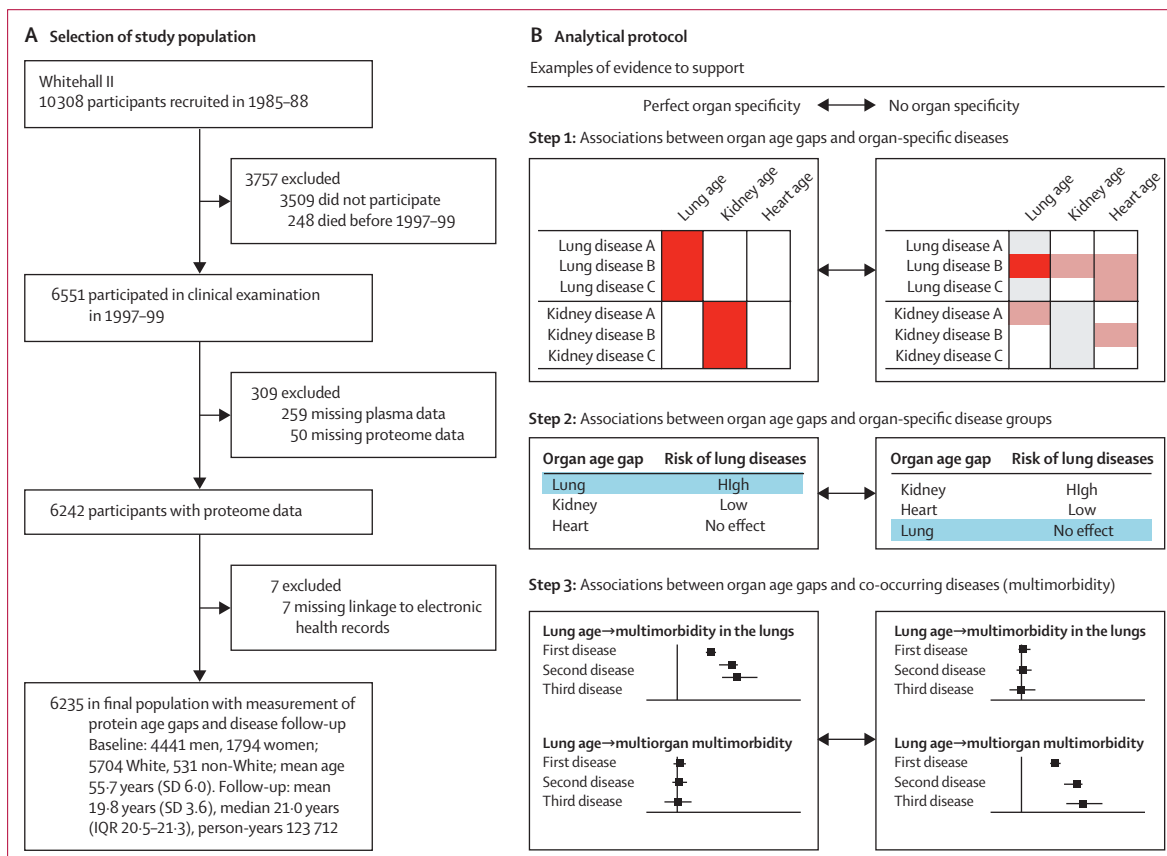 A Selection of study population
Whitehall II
10308 participants recruited in 1985–88
3757 excluded
3509 did not participate
248 died before 1997–99
6551 participated in clinical examination
in 1997–99
309 excluded
259 missing plasma data
50 missing proteome data
6242 participants with proteome data
7 excluded
7 missing linkage to electronic
health records
6235 in final population with measurement of
protein age gaps and disease follow-up
Baseline: 4441 men, 1794 women;
5704 White, 531 non-White; mean age
55·7 years (SD 6·0). Follow-up: mean
19·8 years (SD 3.6), median 21·0 years
(IQR 20·5–21·3), person-years 123 712
B Analytical protocol
Examples of evidence to support
Perfect organ specificity
No organ specificity
Step 1: Associations between organ age gaps and organ-specific diseases
Lung age
Kidney age
Heart age
Lung disease A
Lung disease B
Lung disease C
Kidney disease A
Kidney disease B
Kidney disease C
Lung age
Kidney age
Heart age
Lung disease A
Lung disease B
Lung disease C
Kidney disease A
Kidney disease B
Kidney disease C
Step 2: Associations between organ age gaps and organ-specific disease groups
Organ age gap Risk of lung diseases
Lung HIgh
Kidney Low
Heart No effect
Organ age gap Risk of lung diseases
Kidney HIgh
Heart Low
Lung No effect
Step 3: Associations between organ age gaps and co-occurring diseases (multimorbidity)
Lung age→multimorbidity in the lungs
First disease
Second disease
Third disease
Lung age→multiorgan multimorbidity
First disease
Second disease
Third disease
Lung age→multimorbidity in the lungs
First disease
Second disease
Third disease
Lung age→multiorgan multimorbidity
First disease
Second disease
Third disease